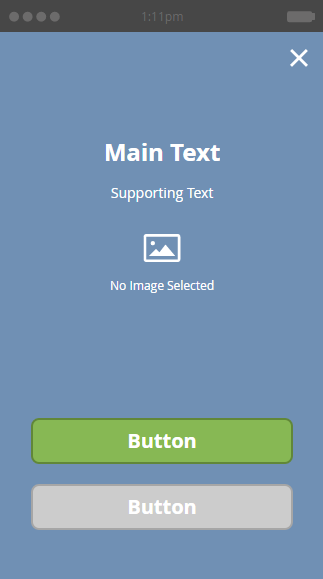 1:11pm
Main Text
Supporting Text
No Image Selected
Button
Button